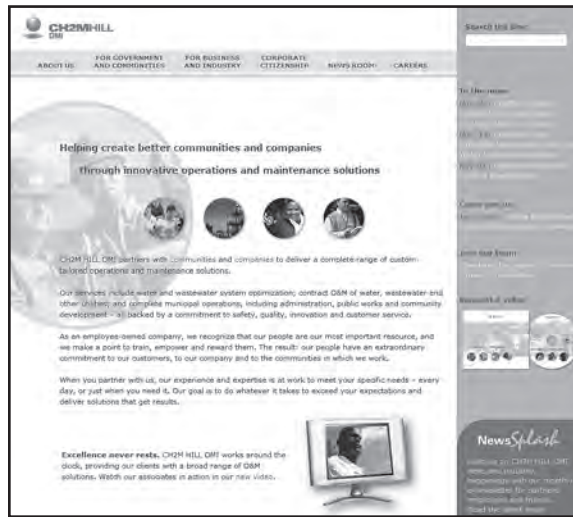 CH2MHILL
OMI
Search this site:
ABOUT US
FOR GOVERNMENT
AND COMMUNITIES
FOR BUSINESS
AND INDUSTRY
CORPORATE
CITIZENSHIP
NEWS ROOM
CAREERS
In the news:
Helping create better communities and companies
through innovative operations and maintenance solutions
CH2M HILL OMI partners with communities and companies to deliver a complete range of custom-
tailored operations and maintenance solutions.
Our services include water and wastewater system optimization; contract O&M of water, wastewater and
other utilities; and complete municipal operations, including administration, public works and community
development – all backed by a commitment to safety, quality, innovation and customer service.
As an employee-owned company, we recognize that our people are our most important resource, and
we make a point to train, empower and reward them. The result: our people have an extraordinary
commitment to our customers, to our company and to the communities in which we work.
When you partner with us, our experience and expertise is at work to meet your specific needs – every
day, or just when you need it. Our goal is to do whatever it takes to exceed your expectations and
deliver solutions that get results.
Excellence never rests. CH2M HILL OMI works around the
clock, providing our clients with a broad range of O&M
solutions. Watch our associates in action in our new video.
Join our team:
NewsSplash